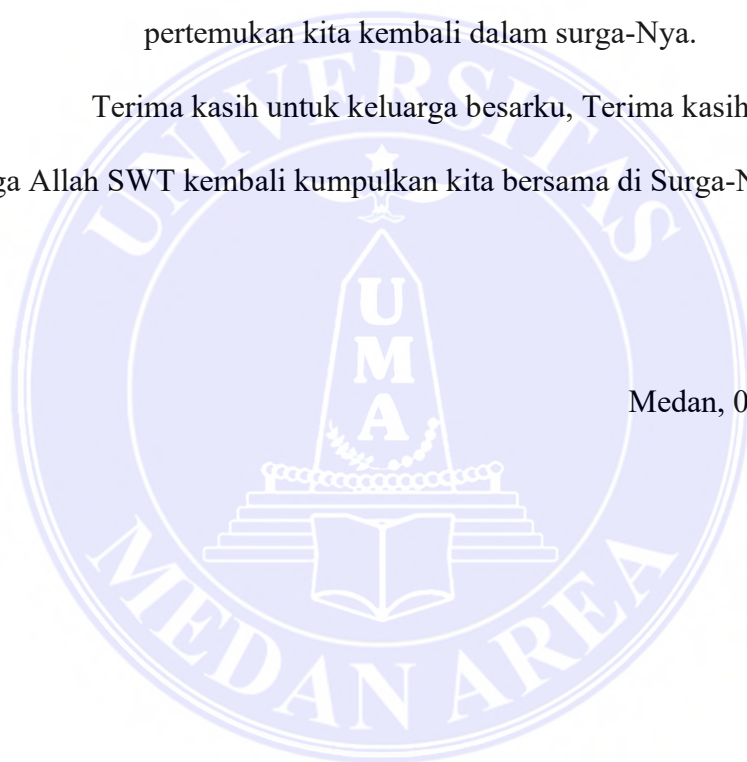 pertemukan kita kembali dalam surga-Nya.
Terima kasih untuk keluarga besarku, Terima kasih
ga Allah SWT kembali kumpulkan kita bersama di Surga-N
Medan, 0
UNIVERSITAS
U
M
A
MEDAN AREA